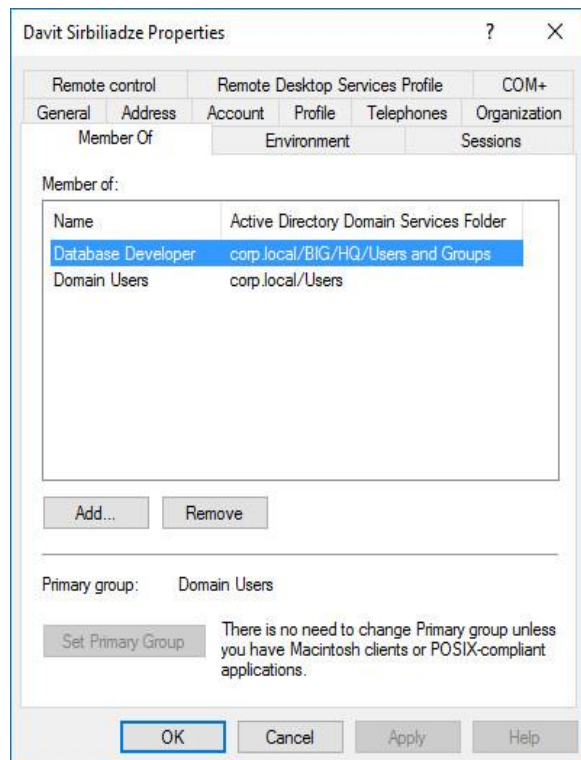 Davit Sirbiliadze Properties ? ×
Remote control Remote Desktop Services Profile COM+
General Address Account Profile Telephones Organization
Member Of Environment Sessions
Member of:
Name Active Directory Domain Services Folder
Database Developer corp.local/BIG/HQ/Users and Groups
Domain Users corp.local/Users
Add... Remove
Primary group: Domain Users
Set Primary Group There is no need to change Primary group unless
you have Macintosh clients or POSIX-compliant
applications.
OK Cancel Apply Help